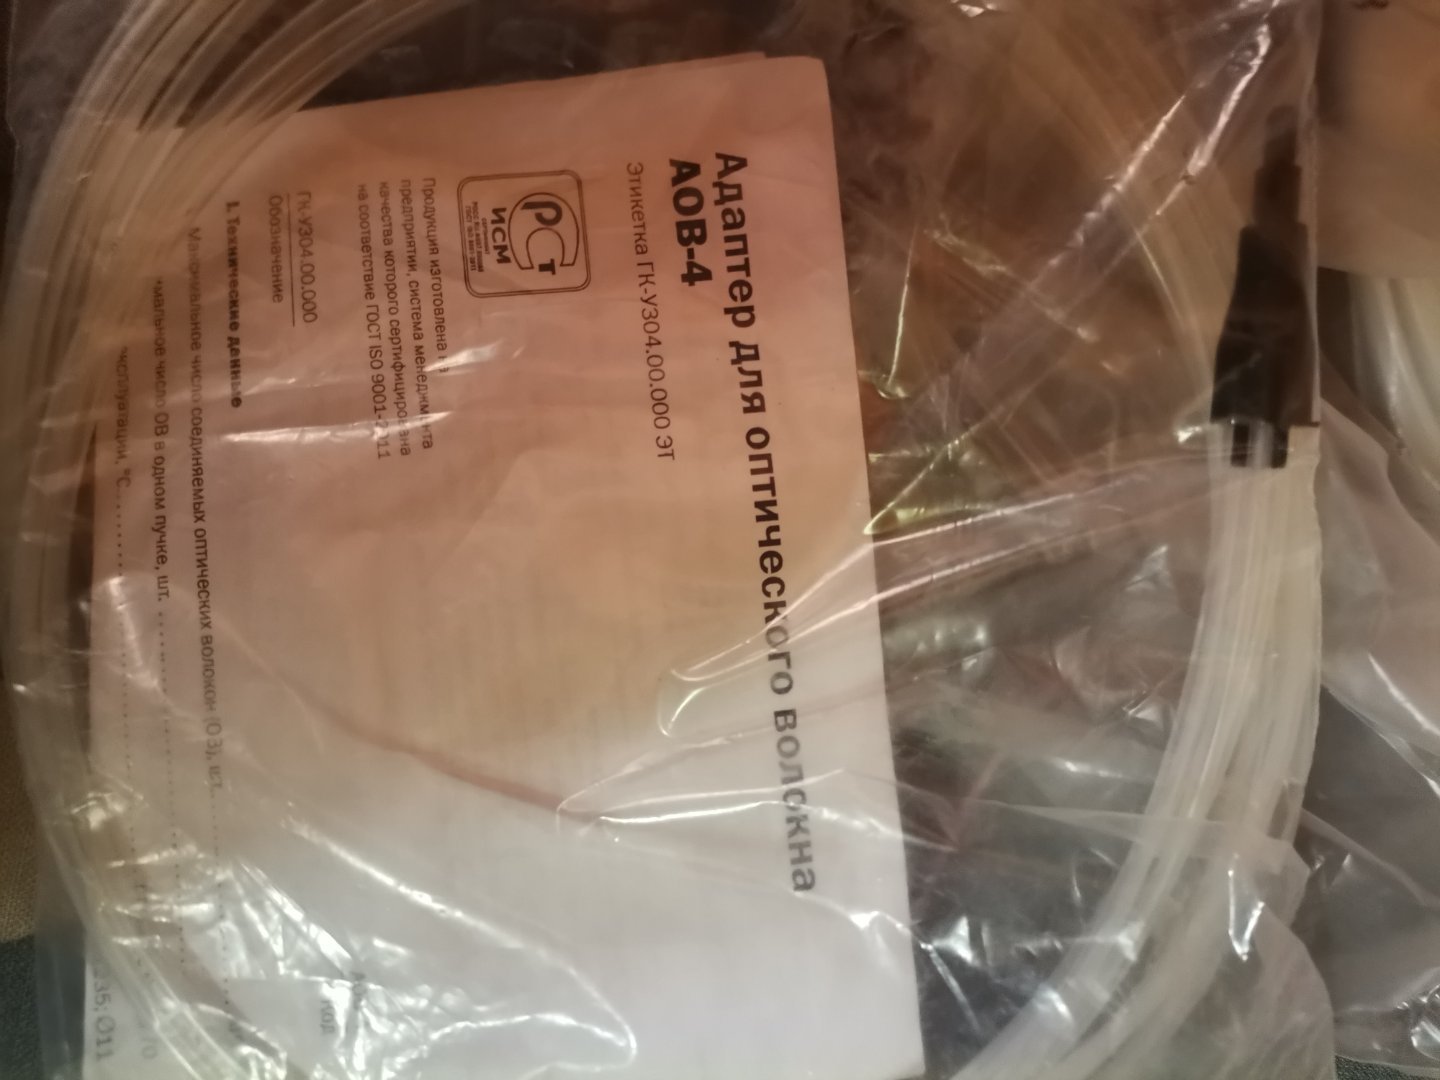 Адаптер для оптического волокна
АОВ-4
Этикетка ГК-У304.00.000 ЭТ
РСТ
ИСМ
Продукция изготовлена на
предприятии, система менеджмента
качества которого сертифицирована
на соответствие ГОСТ ISO 9001-2011
ГК-У304.00.000
Обозначение
1. Технические данные
Максимальное число соединяемых оптических волокон
число ОВ в одном пучке, шт.
эксплуатации, °С